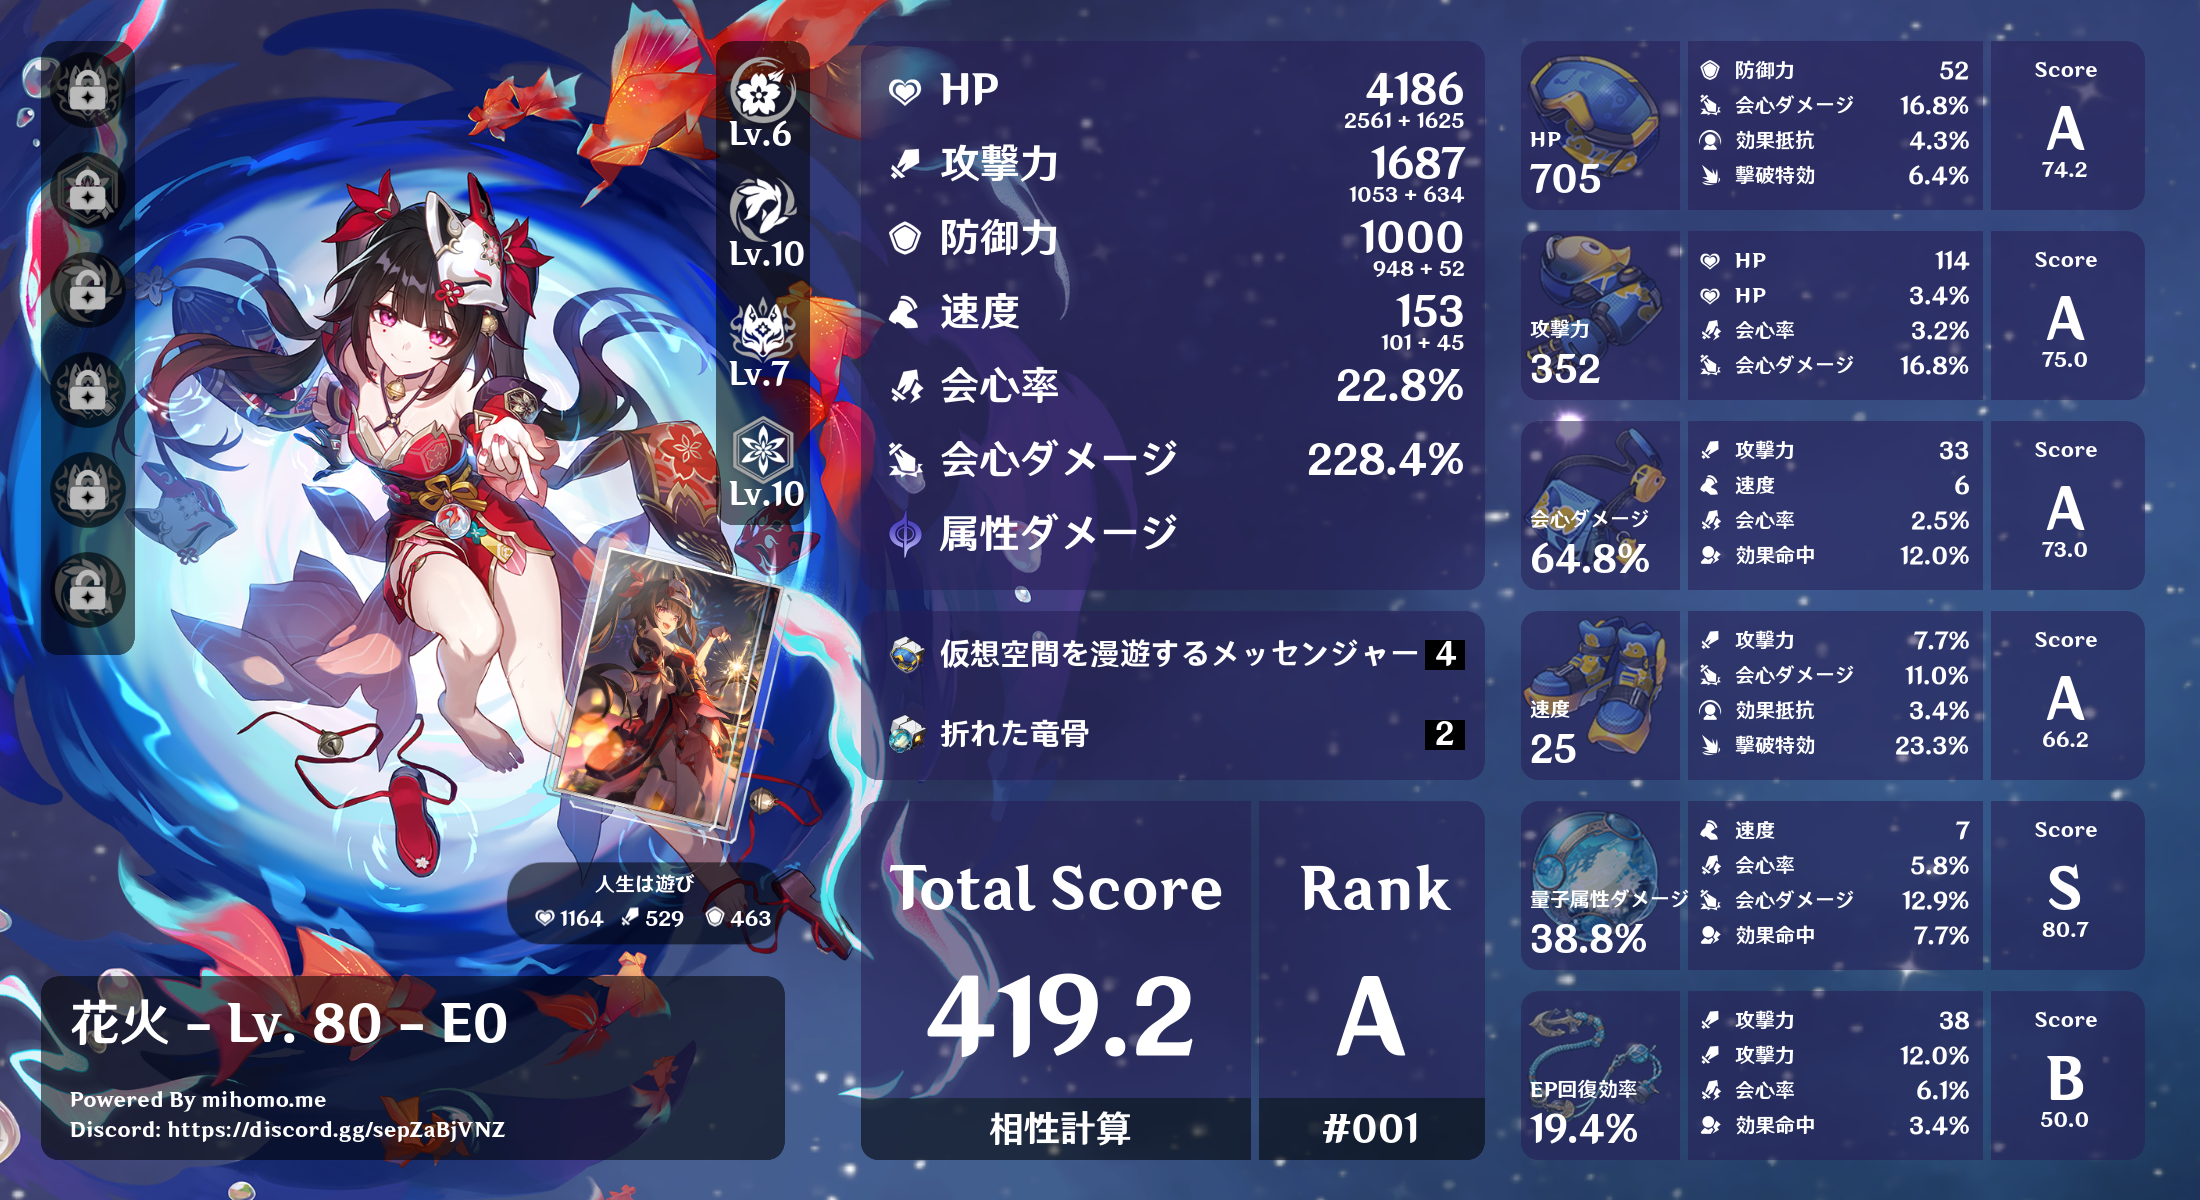 Lv.6
Lv.10
Lv.7
Lv.10
人生は遊び
1164 529 463
花火 - Lv. 80 - E0
Powered By mihomo.me
Discord: https://discord.gg/sepZaBjVNZ
HP 4186
2561 + 1625
攻撃力 1687
1053 + 634
防御力 1000
948 + 52
速度 153
101 + 45
会心率 22.8%
会心ダメージ 228.4%
属性ダメージ
仮想空間を漫遊するメッセンジャー 4
折れた竜骨 2
Total Score
419.2
相性計算
Rank
A
#001
HP
705
防御力 52
会心ダメージ 16.8%
効果抵抗 4.3%
撃破特効 6.4%
Score
A
74.2
攻撃力
352
HP 114
HP 3.4%
会心率 3.2%
会心ダメージ 16.8%
Score
A
75.0
会心ダメージ
64.8%
攻撃力 33
速度 6
会心率 2.5%
効果命中 12.0%
Score
A
73.0
速度
25
攻撃力 7.7%
会心ダメージ 11.0%
効果抵抗 3.4%
撃破特効 23.3%
Score
A
66.2
量子属性ダメージ
38.8%
速度 7
会心率 5.8%
会心ダメージ 12.9%
効果命中 7.7%
Score
S
80.7
EP回復効率
19.4%
攻撃力 38
攻撃力 12.0%
会心率 6.1%
効果命中 3.4%
Score
B
50.0